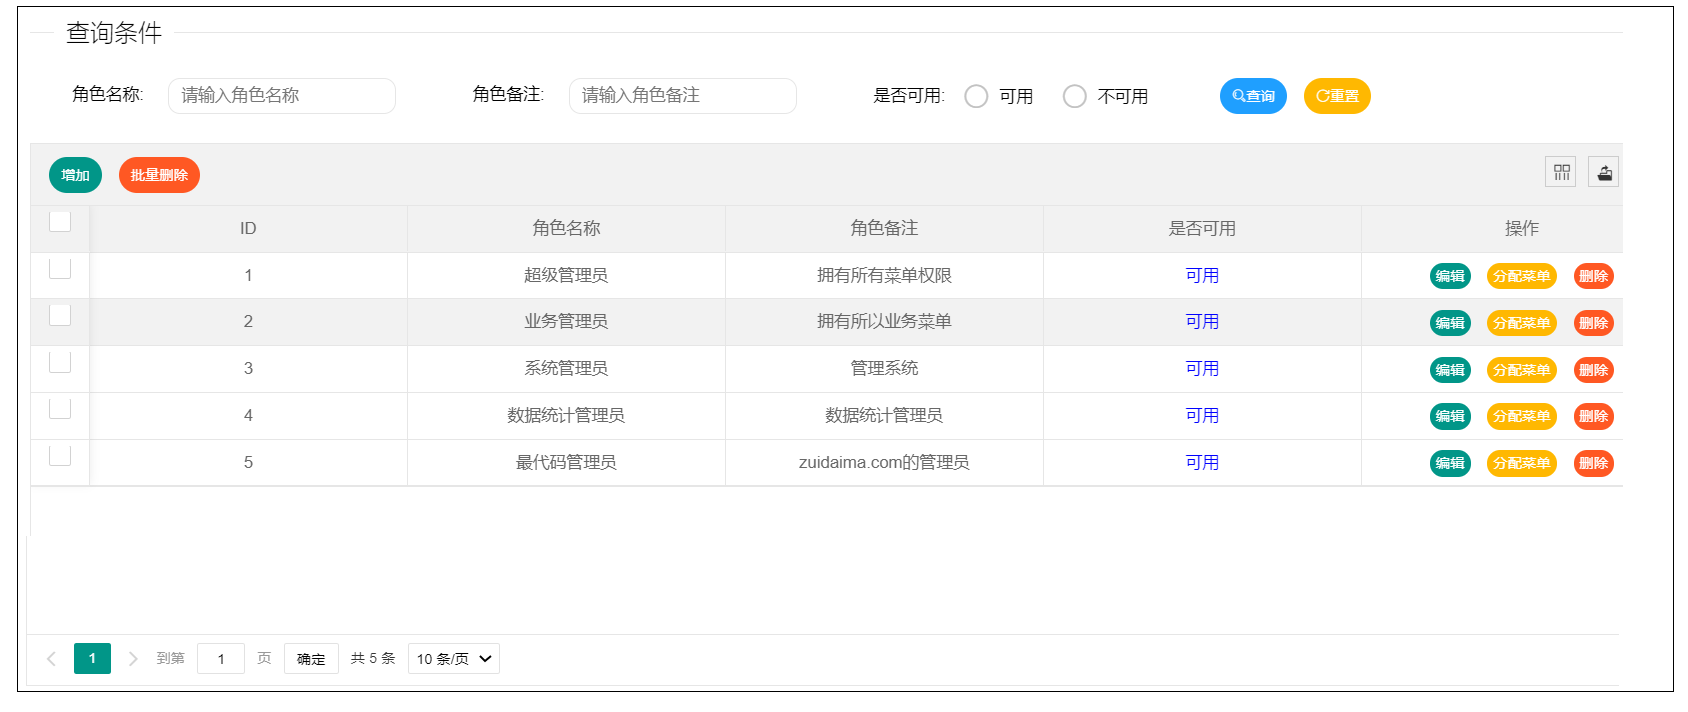 查询条件
角色名称: 请输入角色名称 角色备注: 请输入角色备注 是否可用: 可用 不可用 查询 重置
增加 批量删除
ID 角色名称 角色备注 是否可用 操作
1 超级管理员 拥有所有菜单权限 可用 编辑 分配菜单 删除
2 业务管理员 拥有所以业务菜单 可用 编辑 分配菜单 删除
3 系统管理员 管理系统 可用 编辑 分配菜单 删除
4 数据统计管理员 数据统计管理员 可用 编辑 分配菜单 删除
5 最代码管理员 zuidaima.com的管理员 可用 编辑 分配菜单 删除
1 到第 1 页 确定 共 5 条 10 条/页